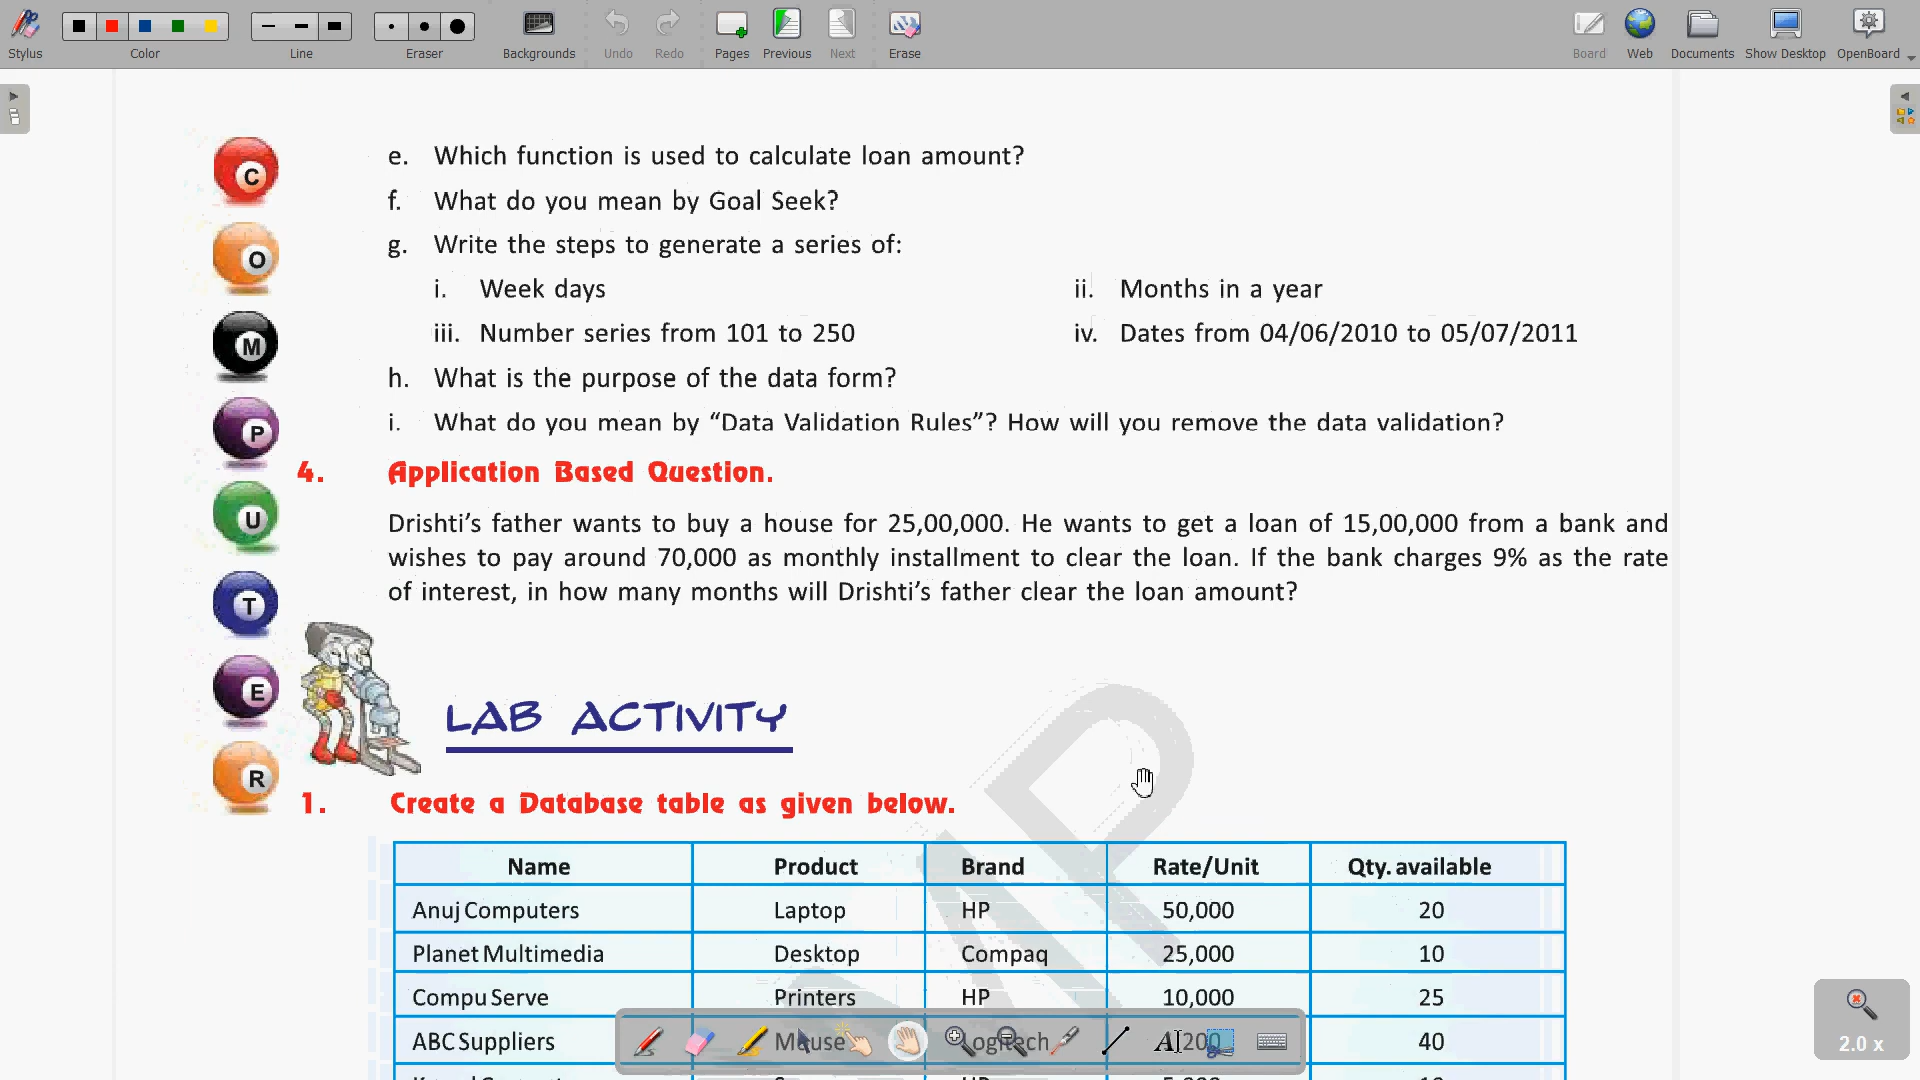 Stylus
Color
Line
Eraser
Backgrounds
Undo
Redo
Pages
Previous
Next
Erase
Board
Web
Documents
Show Desktop
OpenBoard
C
O
M
P
U
T
E
R
e. Which function is used to calculate loan amount?
f. What do you mean by Goal Seek?
g. Write the steps to generate a series of:
i. Week days
ii. Months in a year
iii. Number series from 101 to 250
iv. Dates from 04/06/2010 to 05/07/2011
h. What is the purpose of the data form?
i. What do you mean by “Data Validation Rules”? How will you remove the data validation?
4. Application Based Question.
Drishti’s father wants to buy a house for 25,00,000. He wants to get a loan of 15,00,000 from a bank and
wishes to pay around 70,000 as monthly installment to clear the loan. If the bank charges 9% as the rate
of interest, in how many months will Drishti’s father clear the loan amount?
LAB ACTIVITY
1. Create a Database table as given below.
Name Product Brand Rate/Unit Qty. available
Anuj Computers Laptop HP 50,000 20
Planet Multimedia Desktop Compaq 25,000 10
Compu Serve Printers HP 10,000 25
ABC Suppliers Mouse Logitech 200 40
2.0 x